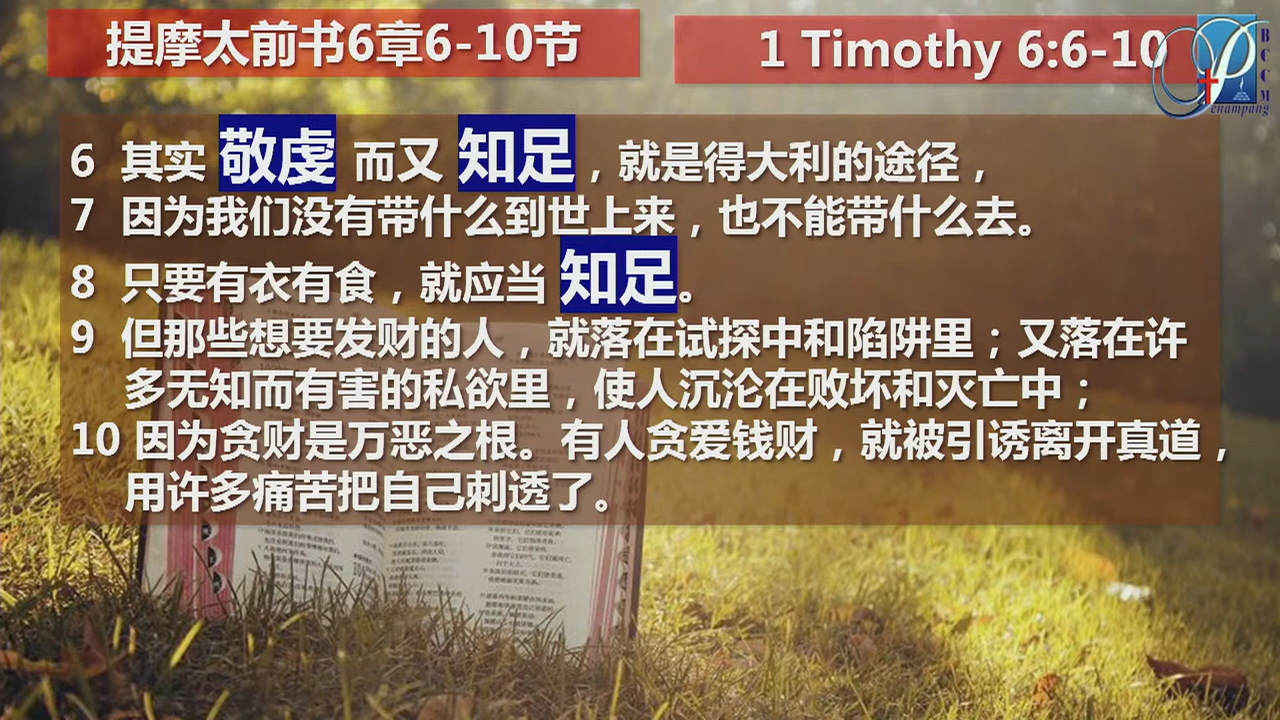 提摩太前书6章6-10节
1 Timothy 6:6-10
BCCM
enampang
6 其实 敬虔 而又 知足，就是得大利的途径，
7 因为我们没有带什么到世上来，也不能带什么去。
8 只要有衣有食，就应当 知足。
9 但那些想要发财的人，就落在试探中和陷阱里；又落在许
多无知而有害的私欲里，使人沉沦在败坏和灭亡中；
10 因为贪财是万恶之根。有人贪爱钱财，就被引诱离开真道，
用许多痛苦把自己刺透了。